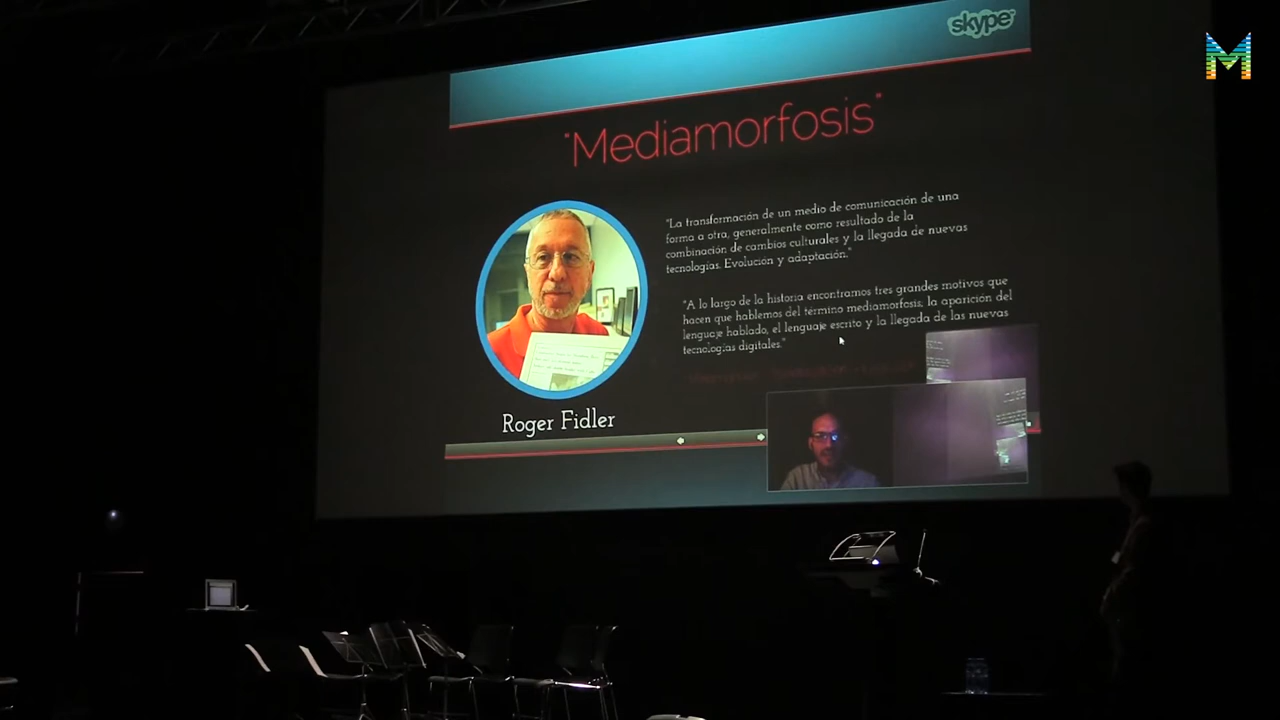 skype
M
"Mediamorfosis"
"La transformación de un medio de comunicación de una
forma a otra, generalmente como resultado de la
combinación de cambios culturales y la llegada de nuevas
tecnologías. Evolución y adaptación."
"A lo largo de la historia encontramos tres grandes motivos que
hacen que hablemos del término mediamorfosis, la aparición del
lenguaje hablado, el lenguaje escrito y la llegada de las nuevas
tecnologías digitales."
Roger Fidler